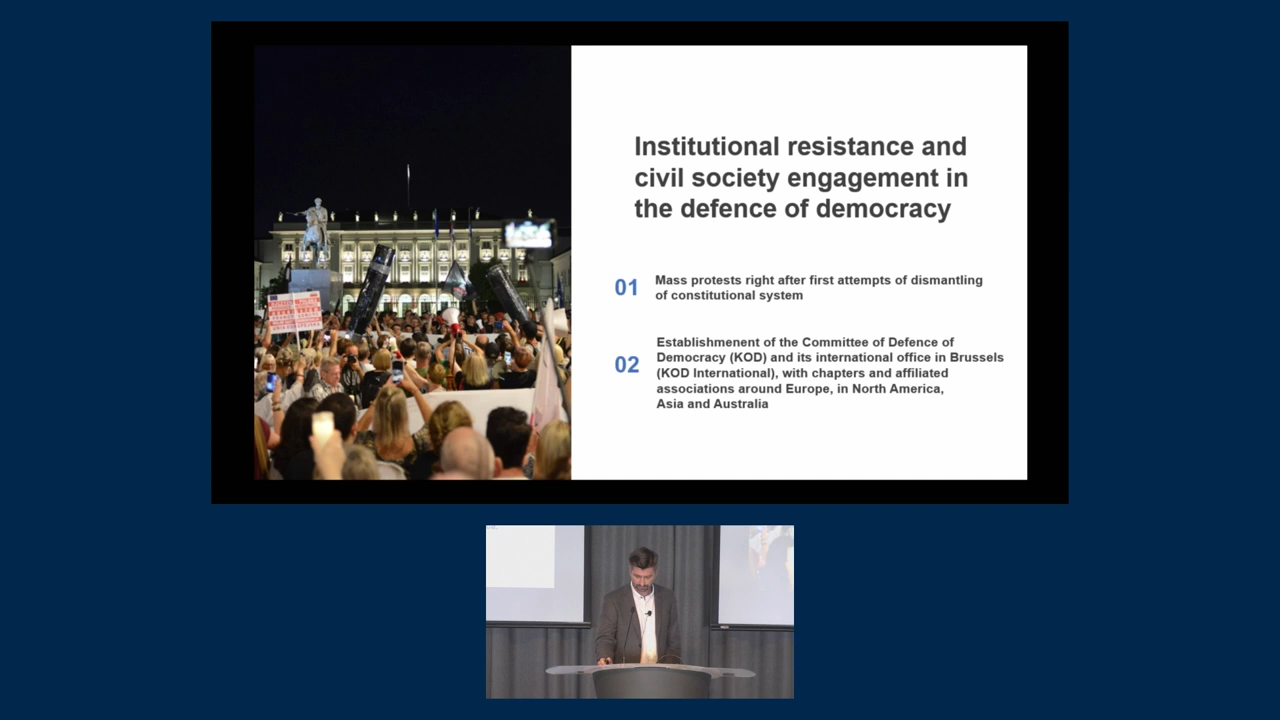 Institutional resistance and
civil society engagement in
the defence of democracy
01
Mass protests right after first attempts of dismantling
of constitutional system
02
Establishmenent of the Committee of Defence of
Democracy (KOD) and its international office in Brussels
(KOD International), with chapters and affiliated
associations around Europe, in North America,
Asia and Australia